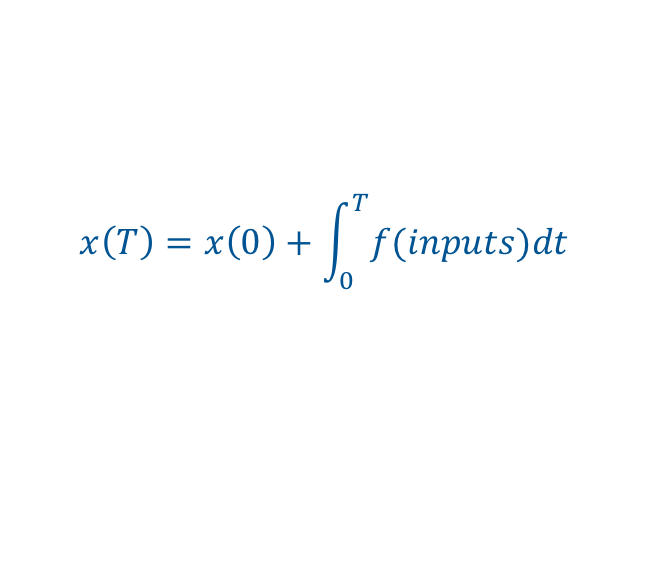 x(T) = x(0) + ∫₀ᵀ f(inputs)dt